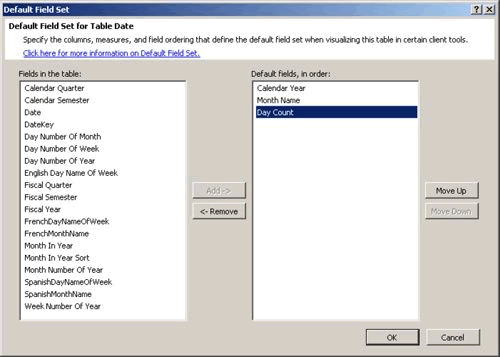 Default Field Set
Default Field Set for Table Date
Specify the columns, measures, and field ordering that define the default field set when visualizing this table in certain client tools.
Click here for more information on Default Field Set.
Fields in the table:
Calendar Quarter
Calendar Semester
Date
DateKey
Day Number Of Month
Day Number Of Week
Day Number Of Year
English Day Name Of Week
Fiscal Quarter
Fiscal Semester
Fiscal Year
FrenchDayNameOfWeek
FrenchMonthName
Month In Year
Month In Year Sort
Month Number Of Year
SpanishDayNameOfWeek
SpanishMonthName
Week Number Of Year
Add ->
<- Remove
Default fields, in order:
Calendar Year
Month Name
Day Count
Move Up
Move Down
OK
Cancel